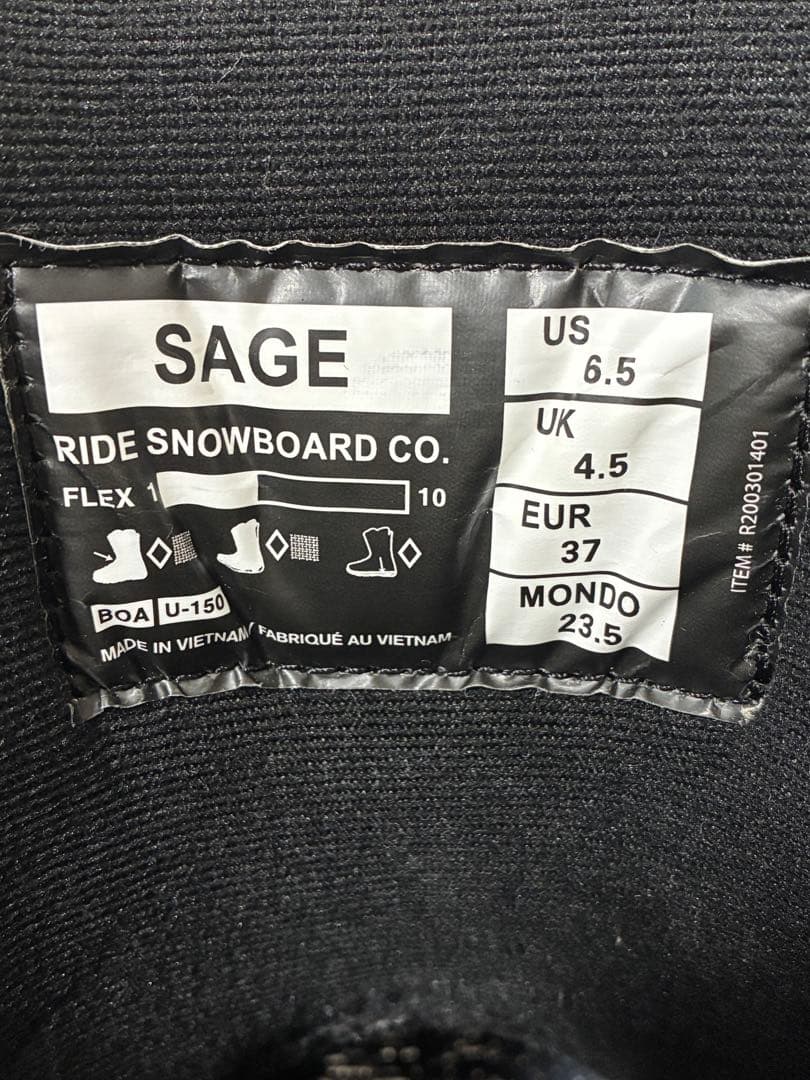 SAGE
RIDE SNOWBOARD CO.
FLEX 1 10
BOA U-150
MADE IN VIETNAM / FABRIQUÉ AU VIETNAM
US
6.5
UK
4.5
EUR
37
MONDO
23.5
ITEM# R200301401